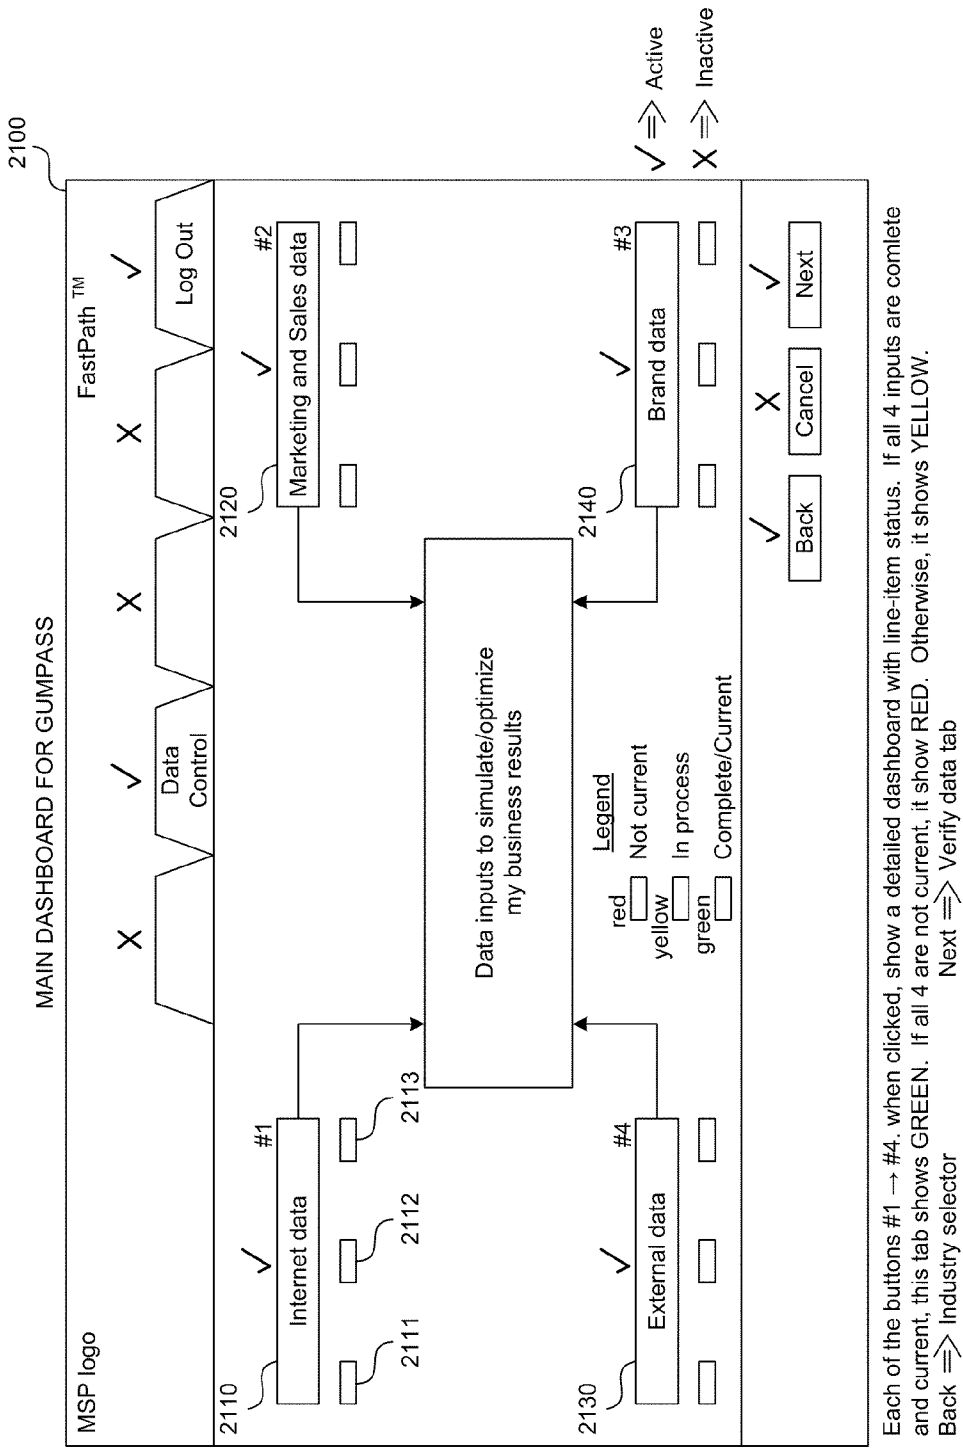 MAIN DASHBOARD FOR GUMPASS
2100
MSP logo
FastPath™
X
✓
X
X
✓
Data
Control
Log Out
✓
#1
✓
#2
2110
Internet data
2120
Marketing and Sales data
2111
2112
2113
Data inputs to simulate/optimize
my business results
✓
#4
✓
#3
2130
External data
2140
Brand data
Legend
red
Not current
yellow
In process
green
Complete/Current
✓ ⇒ Active
X ⇒ Inactive
✓
X
✓
Back
Cancel
Next
Each of the buttons #1 → #4. when clicked, show a detailed dashboard with line-item status. If all 4 inputs are comlete
and current, this tab shows GREEN. If all 4 are not current, it show RED. Otherwise, it shows YELLOW.
Back ⇒ Industry selector
Next ⇒ Verify data tab